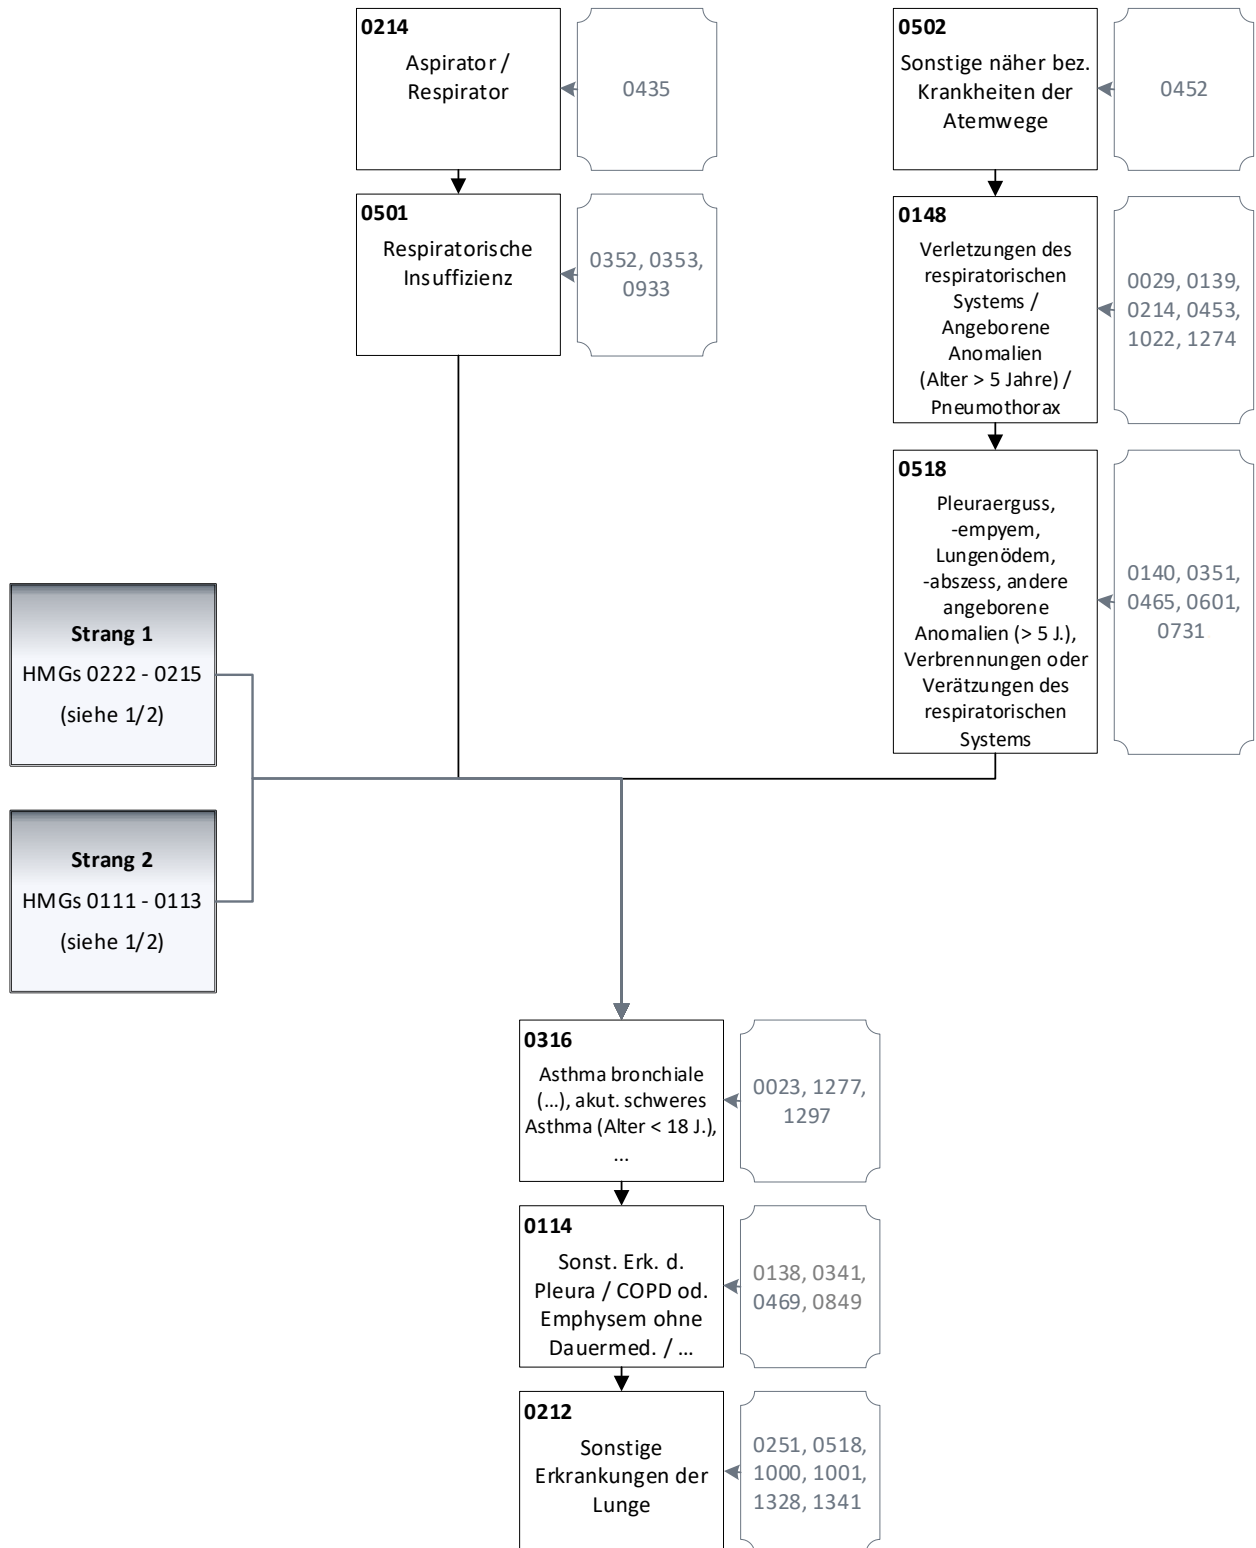 0214
Aspirator /
Respirator
0435
0501
Respiratorische
Insuffizienz
0352, 0353,
0933
0502
Sonstige näher bez.
Krankheiten der
Atemwege
0452
0148
Verletzungen des
respiratorischen
Systems /
Angeborene
Anomalien
(Alter > 5 Jahre) /
Pneumothorax
0029, 0139,
0214, 0453,
1022, 1274
0518
Pleuraerguss,
-empyem,
Lungenödem,
-abszess, andere
angeborene
Anomalien (> 5 J.),
Verbrennungen oder
Verätzungen des
respiratorischen
Systems
0140, 0351,
0465, 0601,
0731
Strang 1
HMGs 0222 - 0215
(siehe 1/2)
Strang 2
HMGs 0111 - 0113
(siehe 1/2)
0316
Asthma bronchiale
(...), akut. schweres
Asthma (Alter < 18 J.),
...
0023, 1277,
1297
0114
Sonst. Erk. d.
Pleura / COPD od.
Emphysem ohne
Dauermed. / ...
0138, 0341,
0469, 0849
0212
Sonstige
Erkrankungen der
Lunge
0251, 0518,
1000, 1001,
1328, 1341